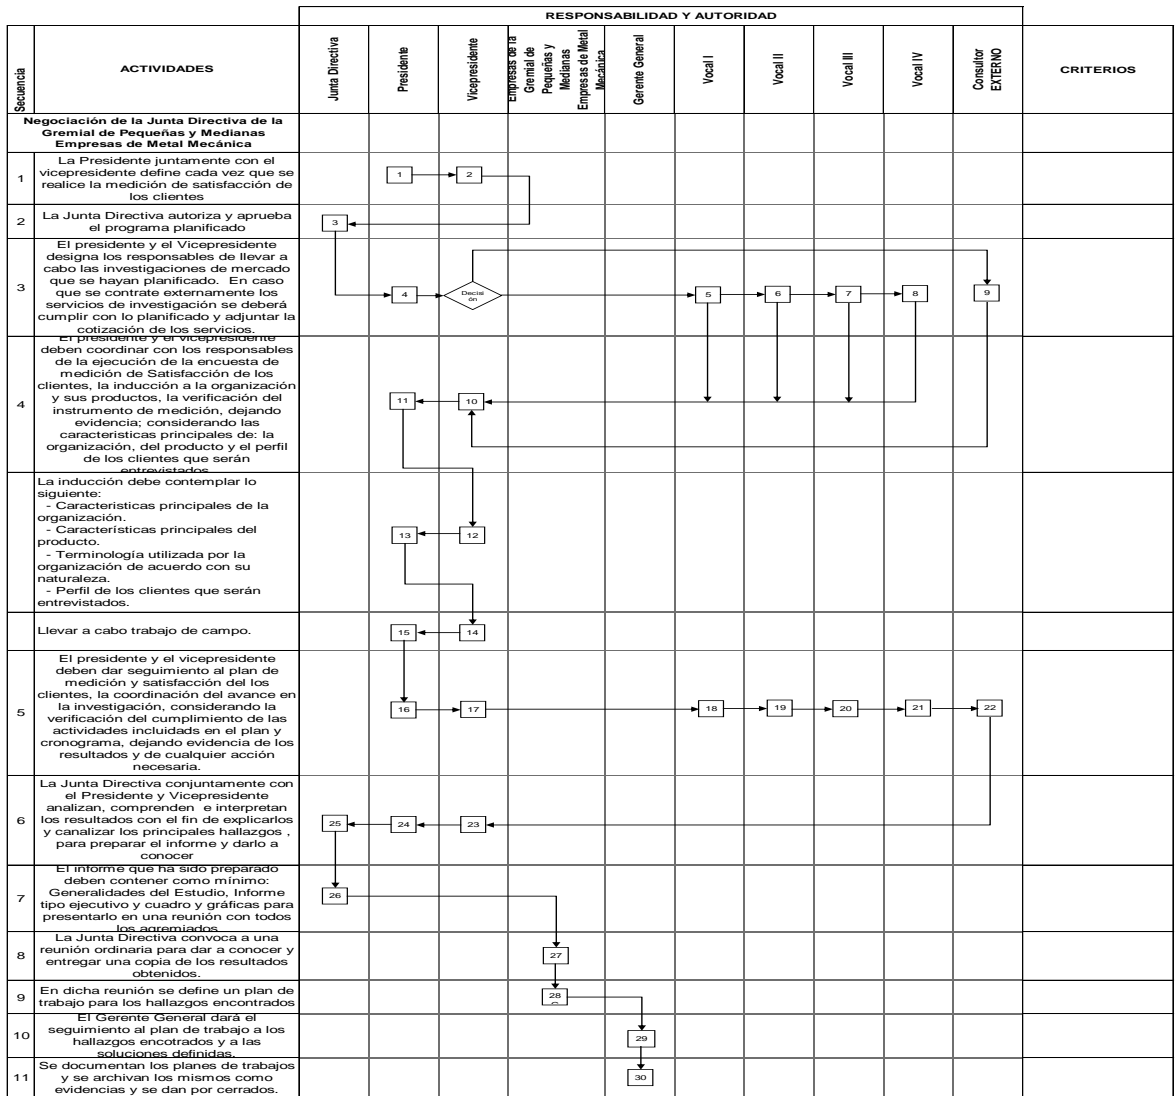 RESPONSABILIDAD Y AUTORIDAD
Secuencia
ACTIVIDADES
Junta Directiva
Presidente
Vicepresidente
Empresas de la
Gremial de
Pequeñas y
Medianas
Empresas de Metal
Mecánica
Gerente General
Vocal I
Vocal II
Vocal III
Vocal IV
Consultor
EXTERNO
CRITERIOS
Negociación de la Junta Directiva de la
Gremial de Pequeñas y Medianas
Empresas de Metal Mecánica
1
La Presidente juntamente con el
vicepresidente define cada vez que se
realice la medición de satisfacción de
los clientes
1
2
2
La Junta Directiva autoriza y aprueba
el programa planificado
3
3
El presidente y el Vicepresidente
designa los responsables de llevar a
cabo las investigaciones de mercado
que se hayan planificado. En caso
que se contrate externamente los
servicios de investigación se deberá
cumplir con lo planificado y adjuntar la
cotización de los servicios.
4
Decisi
ón
5
6
7
8
9
4
El presidente y el vicepresidente
deben coordinar con los responsables
de la ejecución de la encuesta de
medición de Satisfacción de los
clientes, la inducción a la organización
y sus productos, la verificación del
instrumento de medición, dejando
evidencia; considerando las
caracteristicas principales de: la
organización, del producto y el perfil
de los clientes que serán
entrevistados
11
10
La inducción debe contemplar lo
siguiente:
- Caracteristicas principales de la
organización.
- Características principales del
producto.
- Terminología utilizada por la
organización de acuerdo con su
naturaleza.
- Perfil de los clientes que serán
entrevistados.
13
12
Llevar a cabo trabajo de campo.
15
14
5
El presidente y el vicepresidente
deben dar seguimiento al plan de
medición y satisfacción del los
clientes, la coordinación del avance en
la investigación, considerando la
verificación del cumplimiento de las
actividades incluidads en el plan y
cronograma, dejando evidencia de los
resultados y de cualquier acción
necesaria.
16
17
18
19
20
21
22
6
La Junta Directiva conjuntamente con
el Presidente y Vicepresidente
analizan, comprenden e interpretan
los resultados con el fin de explicarlos
y canalizar los principales hallazgos ,
para preparar el informe y darlo a
conocer
25
24
23
7
El informe que ha sido preparado
deben contener como mínimo:
Generalidades del Estudio, Informe
tipo ejecutivo y cuadro y gráficas para
presentarlo en una reunión con todos
los agremiados
26
8
La Junta Directiva convoca a una
reunión ordinaria para dar a conocer y
entregar una copia de los resultados
obtenidos.
27
9
En dicha reunión se define un plan de
trabajo para los hallazgos encontrados
28
10
El Gerente General dará el
seguimiento al plan de trabajo a los
hallazgos encotrados y a las
soluciones definidas.
29
11
Se documentan los planes de trabajos
y se archivan los mismos como
evidencias y se dan por cerrados.
30